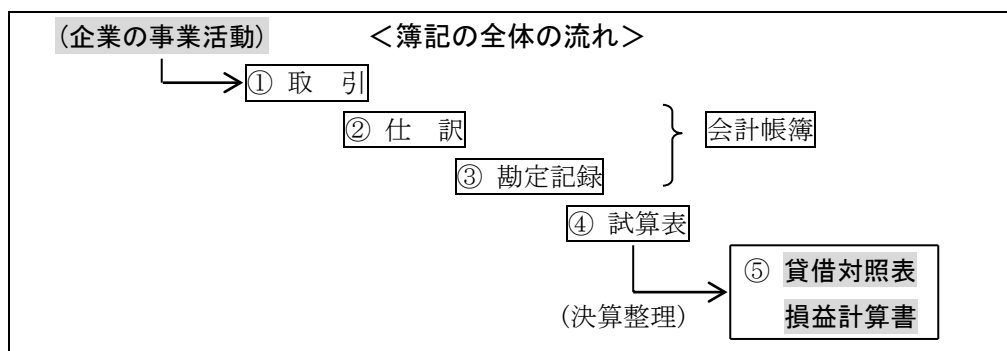 (企業の事業活動) <簿記の全体の流れ>
① 取 引
② 仕 訳 会計帳簿
③ 勘定記録
④ 試算表
⑤ 貸借対照表
(決算整理) 損益計算書